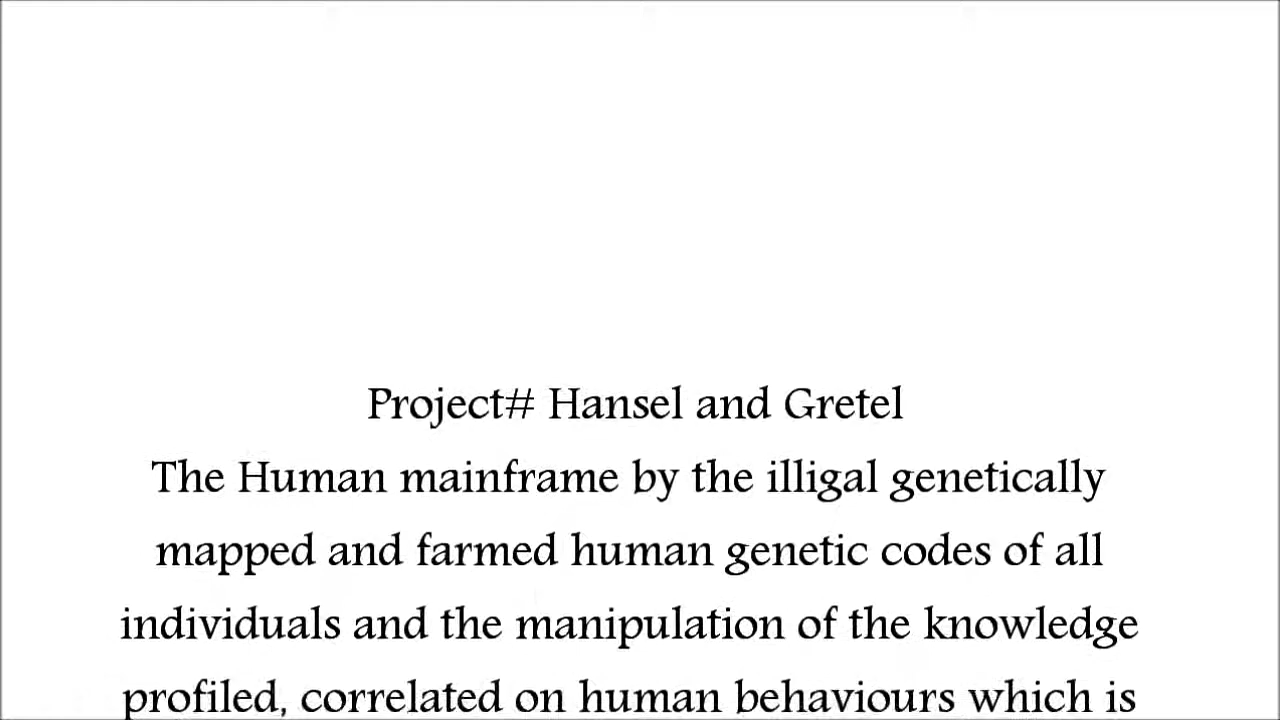 Project# Hansel and Gretel
The Human mainframe by the illigal genetically
mapped and farmed human genetic codes of all
individuals and the manipulation of the knowledge
profiled, correlated on human behaviours which is